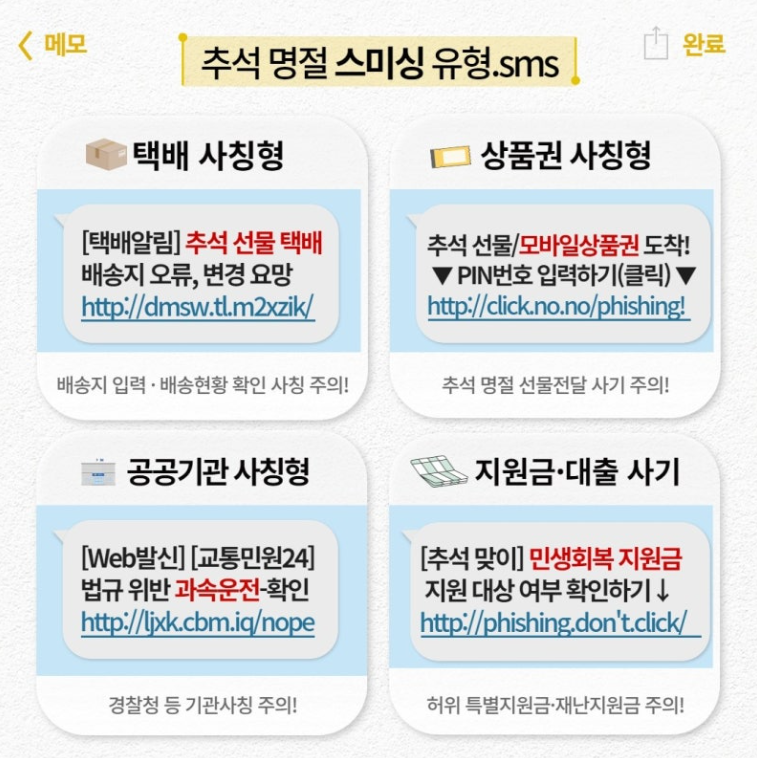 메모
추석 명절 스미싱 유형.sms
완료
택배 사칭형
[택배알림] 추석 선물 택배
배송지 오류, 변경 요망
http://dmsw.tl.m2xzik/
배송지 입력 · 배송현황 확인 사칭 주의!
상품권 사칭형
추석 선물/모바일상품권 도착!
▼ PIN번호 입력하기(클릭) ▼
http://click.no.no/phishing!
추석 명절 선물전달 사기 주의!
공공기관 사칭형
[Web발신] [교통민원24]
법규 위반 과속운전-확인
http://ljxk.cbm.iq/nope
경찰청 등 기관사칭 주의!
지원금·대출 사기
[추석 맞이] 민생회복 지원금
지원 대상 여부 확인하기↓
http://phishing.don't.click/
허위 특별지원금·재난지원금 주의!